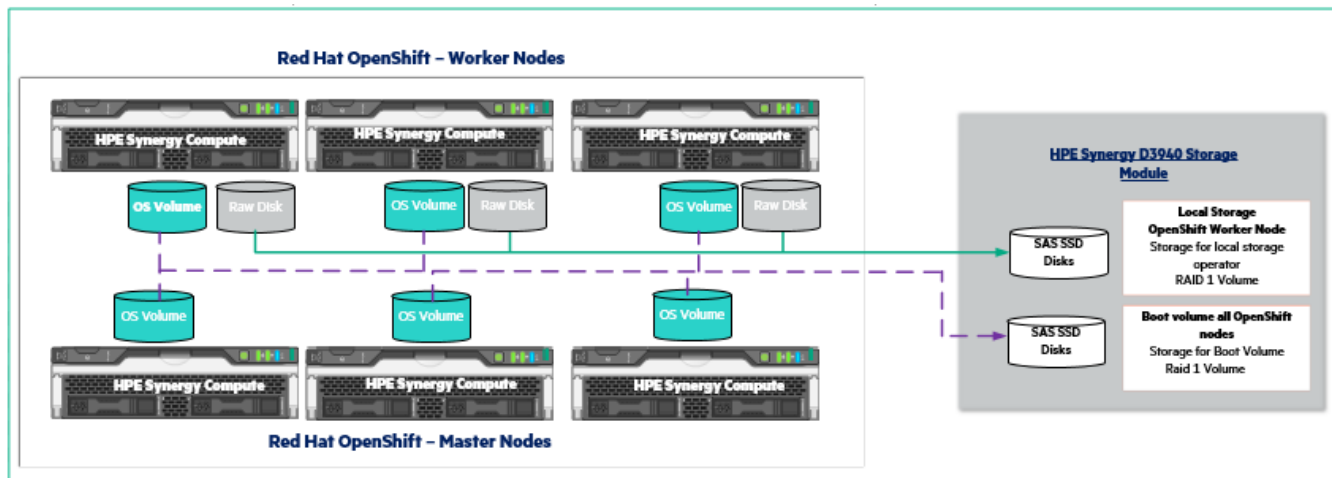 Red Hat OpenShift – Worker Nodes
HPE Synergy Compute
HPE Synergy Compute
HPE Synergy Compute
OS Volume
Raw Disk
OS Volume
Raw Disk
OS Volume
Raw Disk
OS Volume
OS Volume
OS Volume
HPE Synergy Compute
HPE Synergy Compute
HPE Synergy Compute
Red Hat OpenShift – Master Nodes
HPE Synergy D3940 Storage
Module
SAS SSD
Disks
Local Storage
OpenShift Worker Node
Storage for local storage
operator
RAID 1 Volume
SAS SSD
Disks
Boot volume all OpenShift
nodes
Storage for Boot Volume
Raid 1 Volume